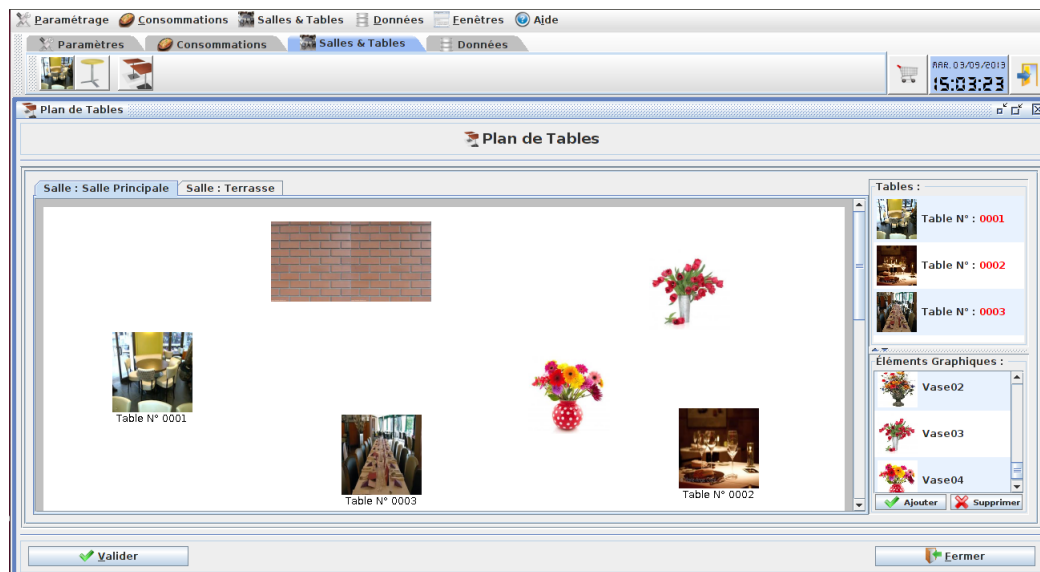 Paramétrage Consommations Salles & Tables Données Fenêtres Aide
Paramètres Consommations Salles & Tables Données
MAR. 03/09/2013
15:03:23
Plan de Tables
Plan de Tables
Salle : Salle Principale Salle : Terrasse
Tables :
Table N° : 0001
Table N° : 0002
Table N° : 0003
Éléments Graphiques :
Vase02
Vase03
Vase04
Ajouter Supprimer
Table N° 0001
Table N° 0003
Table N° 0002
Valider Fermer